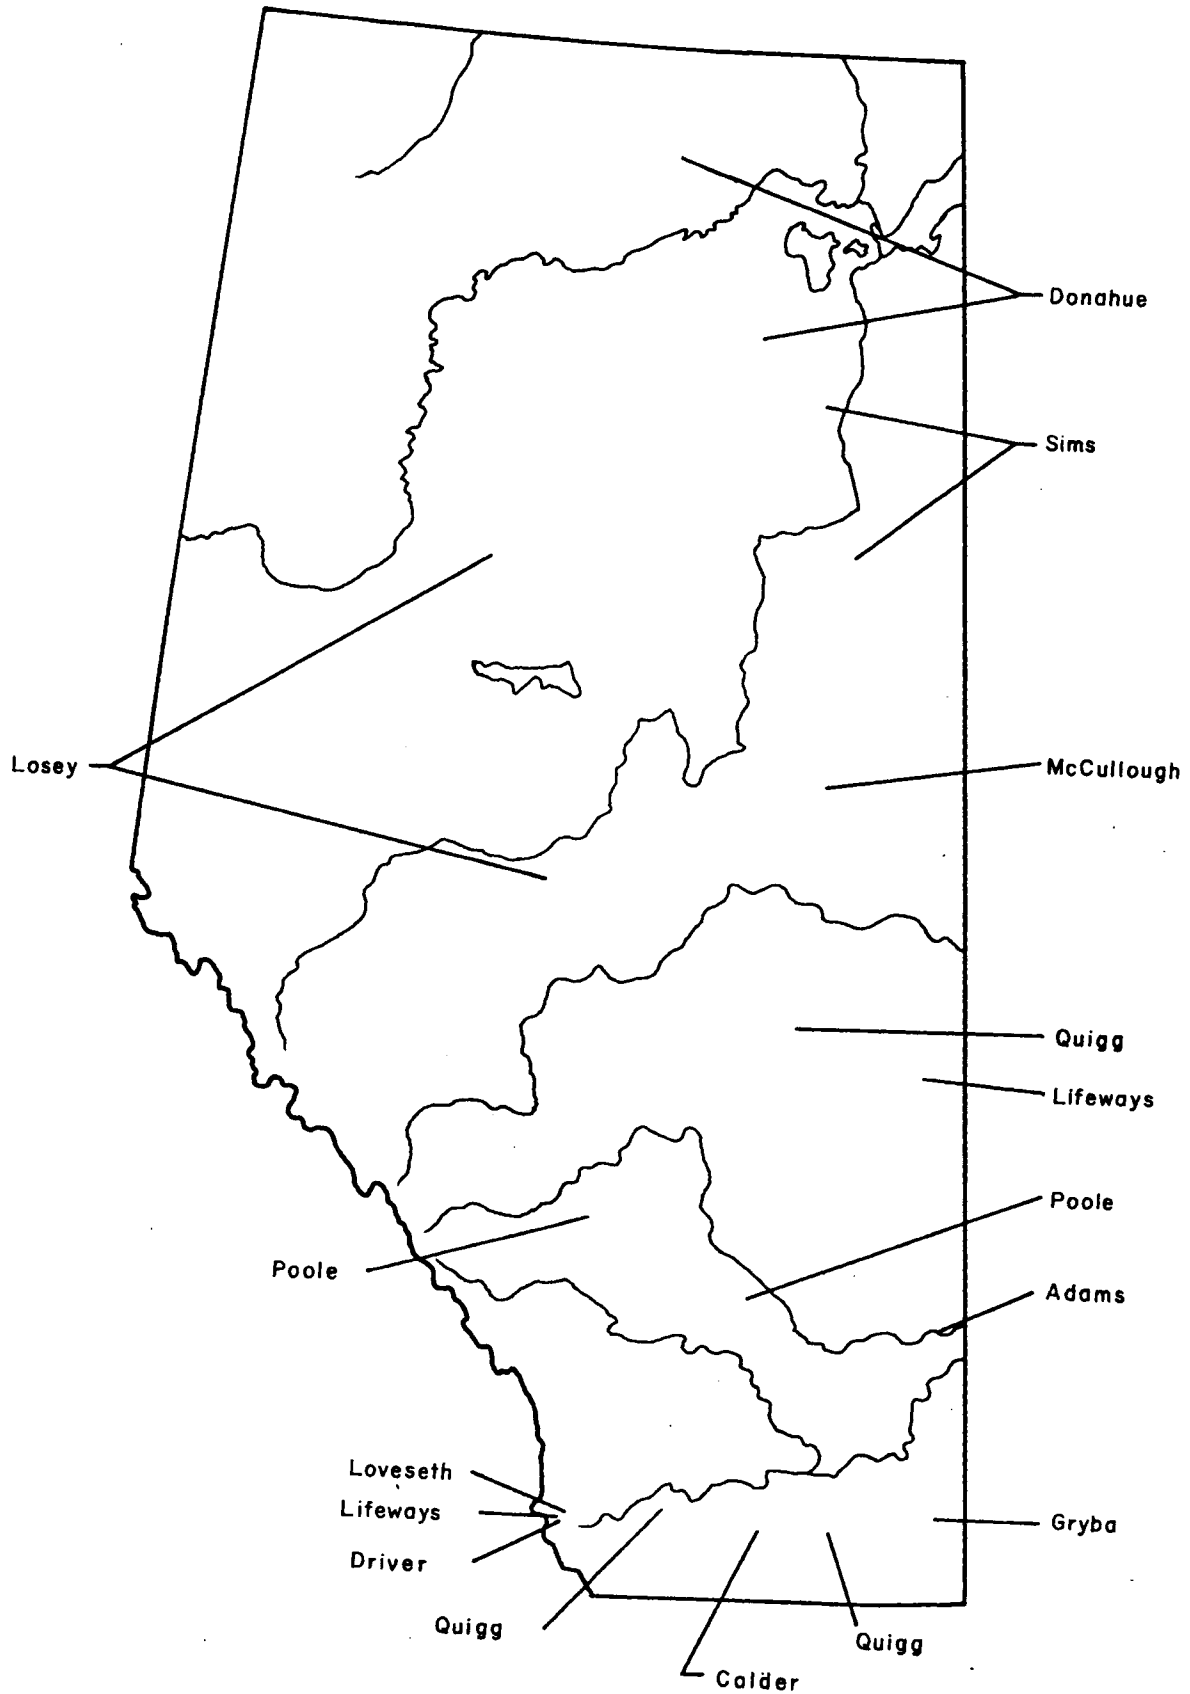 Donahue
Sims
Losey
McCullough
Quigg
Lifeways
Poole
Poole
Adams
Loveseth
Lifeways
Gryba
Driver
Quigg
Quigg
Calder